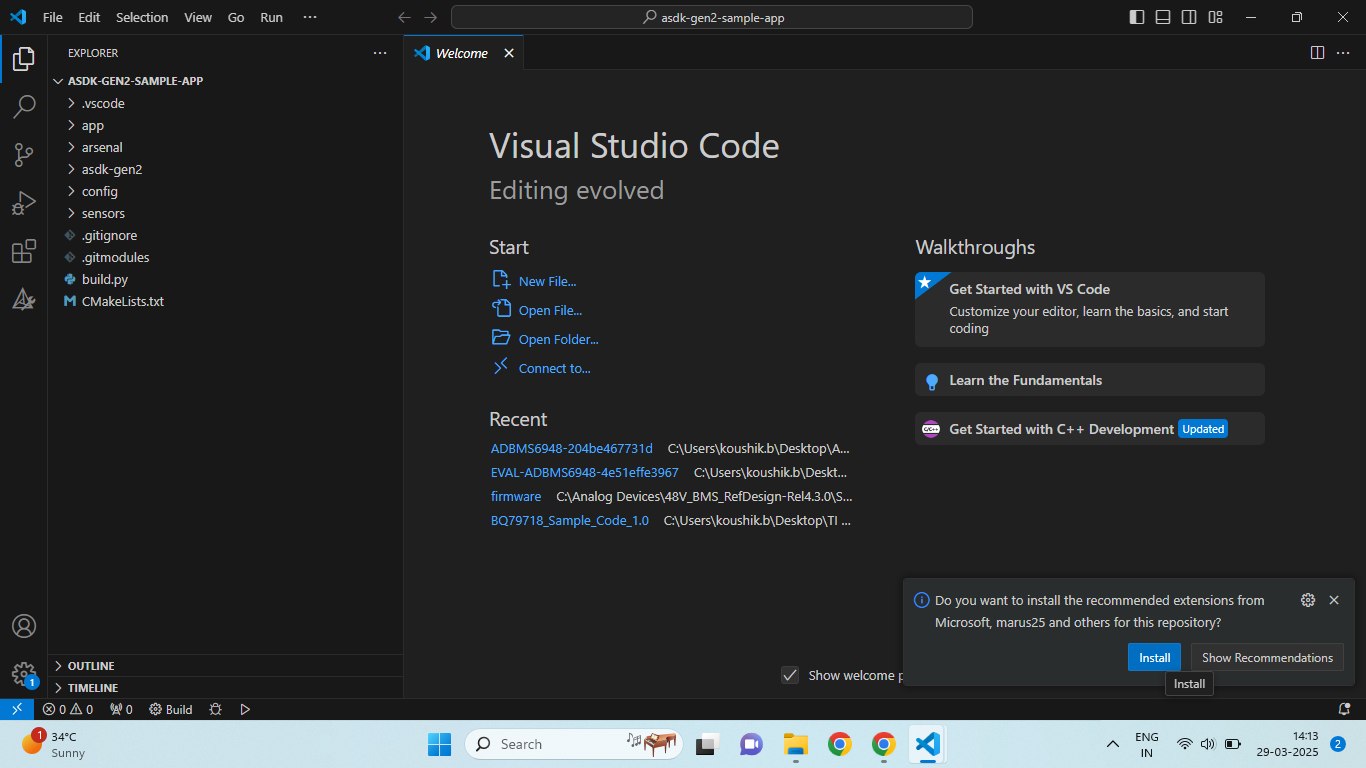 File Edit Selection View Go Run ···
asdk-gen2-sample-app
EXPLORER ···
Welcome
ASDK-GEN2-SAMPLE-APP
.vscode
app
arsenal
asdk-gen2
config
sensors
.gitignore
.gitmodules
build.py
CMakeLists.txt
OUTLINE
TIMELINE
Visual Studio Code
Editing evolved
Start
New File...
Open File...
Open Folder...
Connect to...
Recent
ADBMS6948-204be467731d C:\Users\koushik.b\Desktop\A...
EVAL-ADBMS6948-4e51effe3967 C:\Users\koushik.b\Deskt...
firmware C:\Analog Devices\48V_BMS_RefDesign-Rel4.3.0\S...
BQ79718_Sample_Code_1.0 C:\Users\koushik.b\Desktop\TI ...
Walkthroughs
Get Started with VS Code
Customize your editor, learn the basics, and start
coding
Learn the Fundamentals
C/C++ Get Started with C++ Development Updated
Do you want to install the recommended extensions from
Microsoft, marus25 and others for this repository?
Install Show Recommendations
Install
Show welcome p
1
0 0 0 Build
1 34°C
Sunny
Search
ENG
IN
14:13
29-03-2025
2